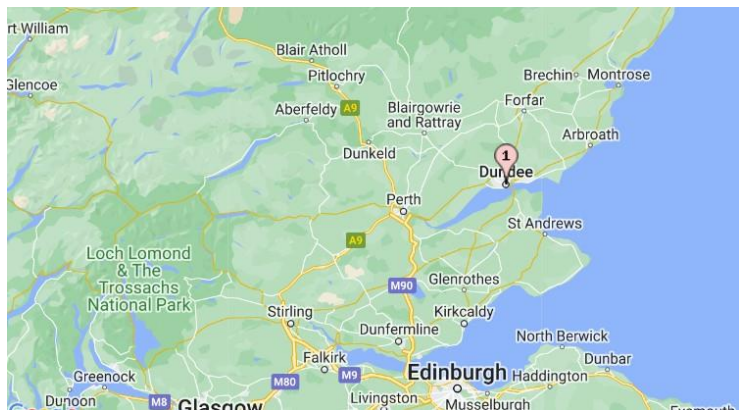 rt William
Blair Atholl
Pitlochry
Brechin
Montrose
Glencoe
Aberfeldy
A9
Blairgowrie
and Rattray
Forfar
Arbroath
Dunkeld
1
Dundee
Perth
St Andrews
A9
Loch Lomond
& The
Trossachs
National Park
M90
Glenrothes
Stirling
Kirkcaldy
Dunfermline
North Berwick
Falkirk
Dunbar
Edinburgh
Haddington
Greenock
M80
M9
Dunoon
M8
Glasgow
Livingston
Musselburgh